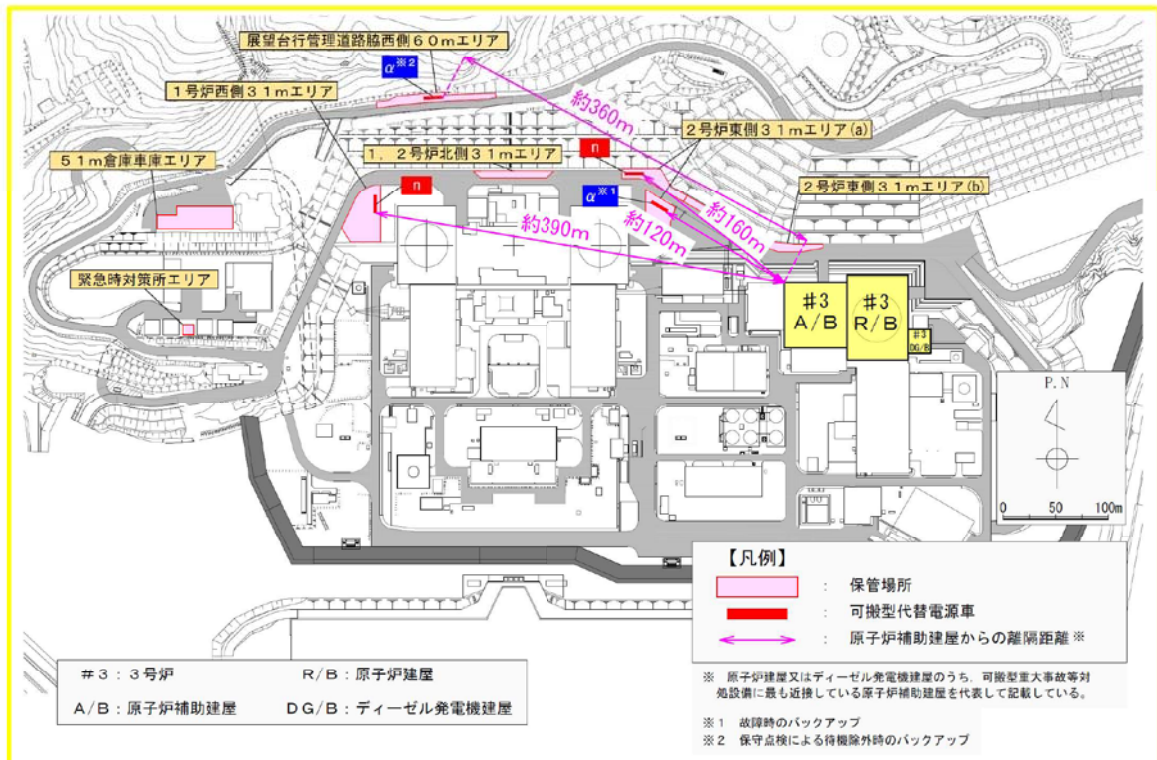 展望台行管理道路脇西側60mエリア
α※2
1号炉西側31mエリア
約360m
2号炉東側31mエリア(a)
51m倉庫車庫エリア
1，2号炉北側31mエリア
n
n
α※1
2号炉東側31mエリア(b)
約160m
約120m
約390m
緊急時対策所エリア
#3
A/B
#3
R/B
#3
DG/B
P.N
0 50 100m
【凡例】
： 保管場所
： 可搬型代替電源車
： 原子炉補助建屋からの離隔距離※
#3：3号炉
R/B：原子炉建屋
A/B：原子炉補助建屋
DG/B：ディーゼル発電機建屋
※ 原子炉建屋又はディーゼル発電機建屋のうち，可搬型重大事故等対
処設備に最も近接している原子炉補助建屋を代表して記載している。
※1 故障時のバックアップ
※2 保守点検による待機除外時のバックアップ